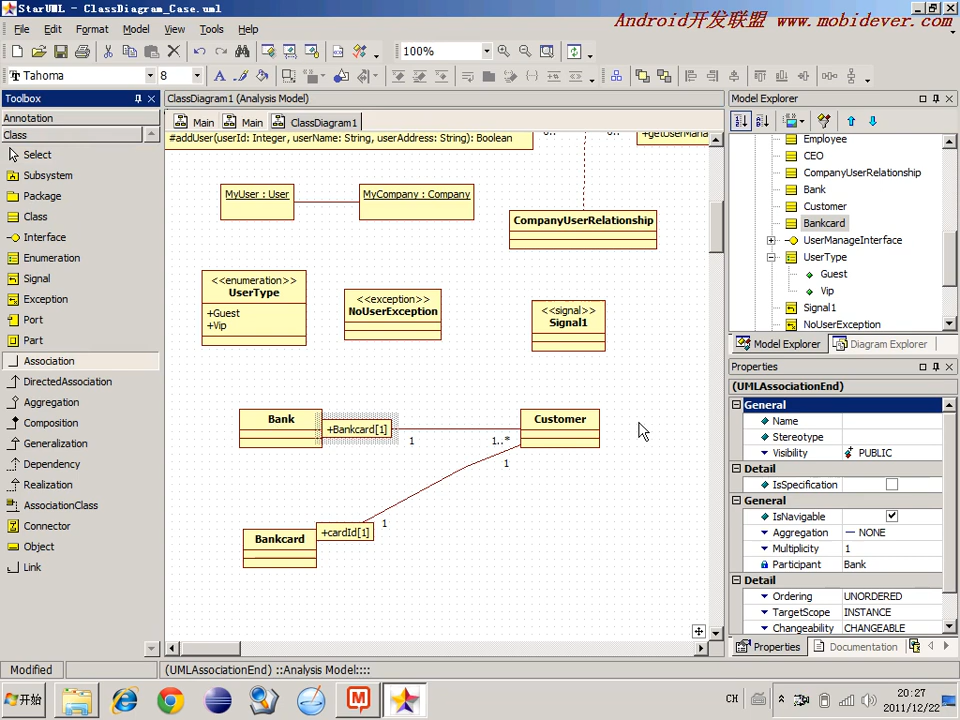 StarUML - ClassDiagram_Case.uml
Android开发联盟 www.mobidever.com
File Edit Format Model View Tools Help
100%
Tahoma 8
Toolbox
ClassDiagram1 (Analysis Model)
Model Explorer
Annotation
Main Main ClassDiagram1
Class
Select
Subsystem
Package
Class
Interface
Enumeration
Signal
Exception
Port
Part
Association
DirectedAssociation
Aggregation
Composition
Generalization
Dependency
Realization
AssociationClass
Connector
Object
Link
#addUser(userId: Integer, userName: String, userAddress: String): Boolean
MyUser : User
MyCompany : Company
CompanyUserRelationship
<<enumeration>>
UserType
+Guest
+Vip
<<exception>>
NoUserException
<<signal>>
Signal1
Bank
+Bankcard[1]
1
1..*
Customer
1
1
+cardId[1]
Bankcard
Employee
CEO
CompanyUserRelationship
Bank
Customer
Bankcard
UserManageInterface
UserType
Guest
Vip
Signal1
NoUserException
Model Explorer Diagram Explorer
Properties
(UMLAssociationEnd)
General
Name
Stereotype
Visibility PUBLIC
Detail
IsSpecification
General
IsNavigable
Aggregation NONE
Multiplicity 1
Participant Bank
Detail
Ordering UNORDERED
TargetScope INSTANCE
Changeability CHANGEABLE
Properties Documentation
Modified
(UMLAssociationEnd) ::Analysis Model::::
开始
CH
20:27
2011/12/22